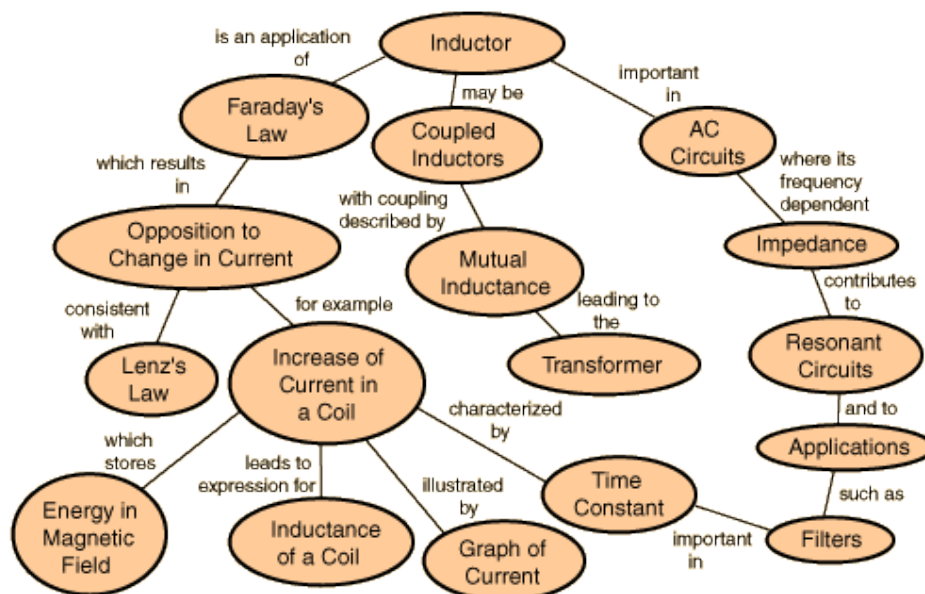 Inductor
is an application
of
may be
important
in
Faraday's
Law
Coupled
Inductors
AC
Circuits
which results
in
with coupling
described by
where its
frequency
dependent
Opposition to
Change in Current
Mutual
Inductance
Impedance
consistent
with
for example
leading to
the
contributes
to
Lenz's
Law
Increase of
Current in
a Coil
Transformer
Resonant
Circuits
which
stores
leads to
expression for
illustrated
by
characterized
by
and to
Applications
Energy in
Magnetic
Field
Inductance
of a Coil
Graph of
Current
Time
Constant
important
in
such as
Filters